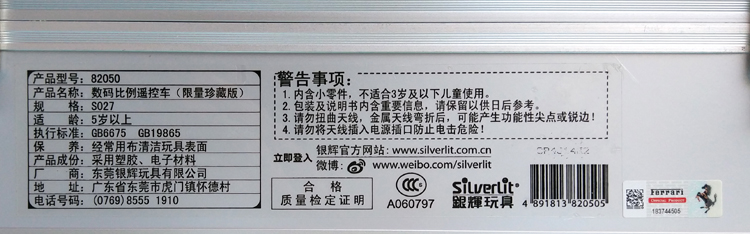 产品型号: 82050
产品名称: 数码比例遥控车 (限量珍藏版)
规 格: S027
适 龄: 5岁以上
执行标准: GB6675 GB19865
保 养: 经常用布清洁玩具表面
产品成份: 采用塑胶、电子材料
厂 名: 东莞银辉玩具有限公司
地 址: 广东省东莞市虎门镇怀德村
电话号码: (0769) 8555 1910
警告事项:
1. 内含小零件, 不适合3岁及以下儿童使用.
2. 包装及说明书内含重要信息, 请保留以供日后参考.
3. 请勿扭曲天线, 金属天线弯折后, 可能产生功能性尖点或锐边!
4. 请勿将天线插入电源插口防止电击危险!
立即登入
银辉官方网站: www.silverlit.com
微博: www.weibo.com/silverlit
合 格
质量检定证明
CCC
A060797
Silverlit
銀輝玩具
4 891813 820505
Ferrari
183744506